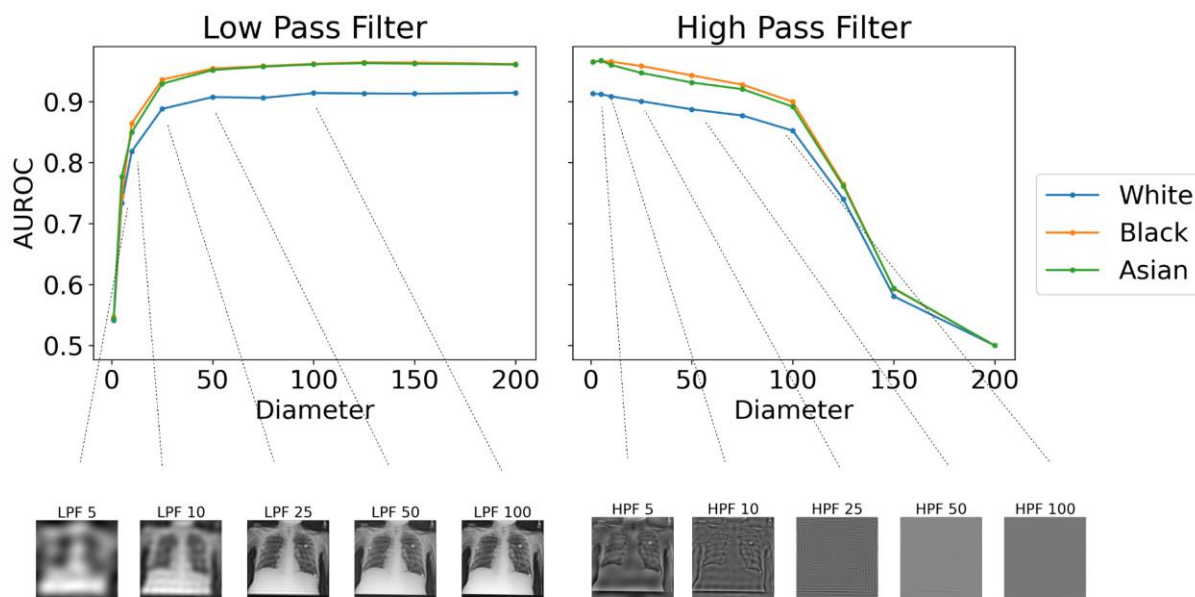 Low Pass Filter
High Pass Filter
AUROC
0.9
0.8
0.7
0.6
0.5
0 50 100 150 200
0 50 100 150 200
Diameter
Diameter
White
Black
Asian
LPF 5 LPF 10 LPF 25 LPF 50 LPF 100
HPF 5 HPF 10 HPF 25 HPF 50 HPF 100